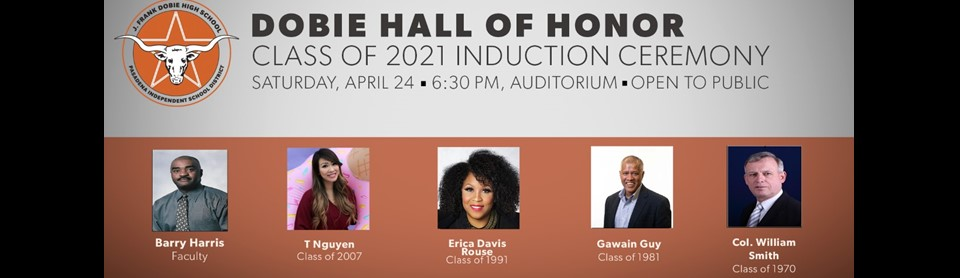 J. FRANK DOBIE HIGH SCHOOL
PASADENA INDEPENDENT SCHOOL DISTRICT
DOBIE HALL OF HONOR
CLASS OF 2021 INDUCTION CEREMONY
SATURDAY, APRIL 24 ▪ 6:30 PM, AUDITORIUM ▪ OPEN TO PUBLIC
Barry Harris
Faculty
T Nguyen
Class of 2007
Erica Davis
Rouse
Class of 1991
Gawain Guy
Class of 1981
Col. William
Smith
Class of 1970